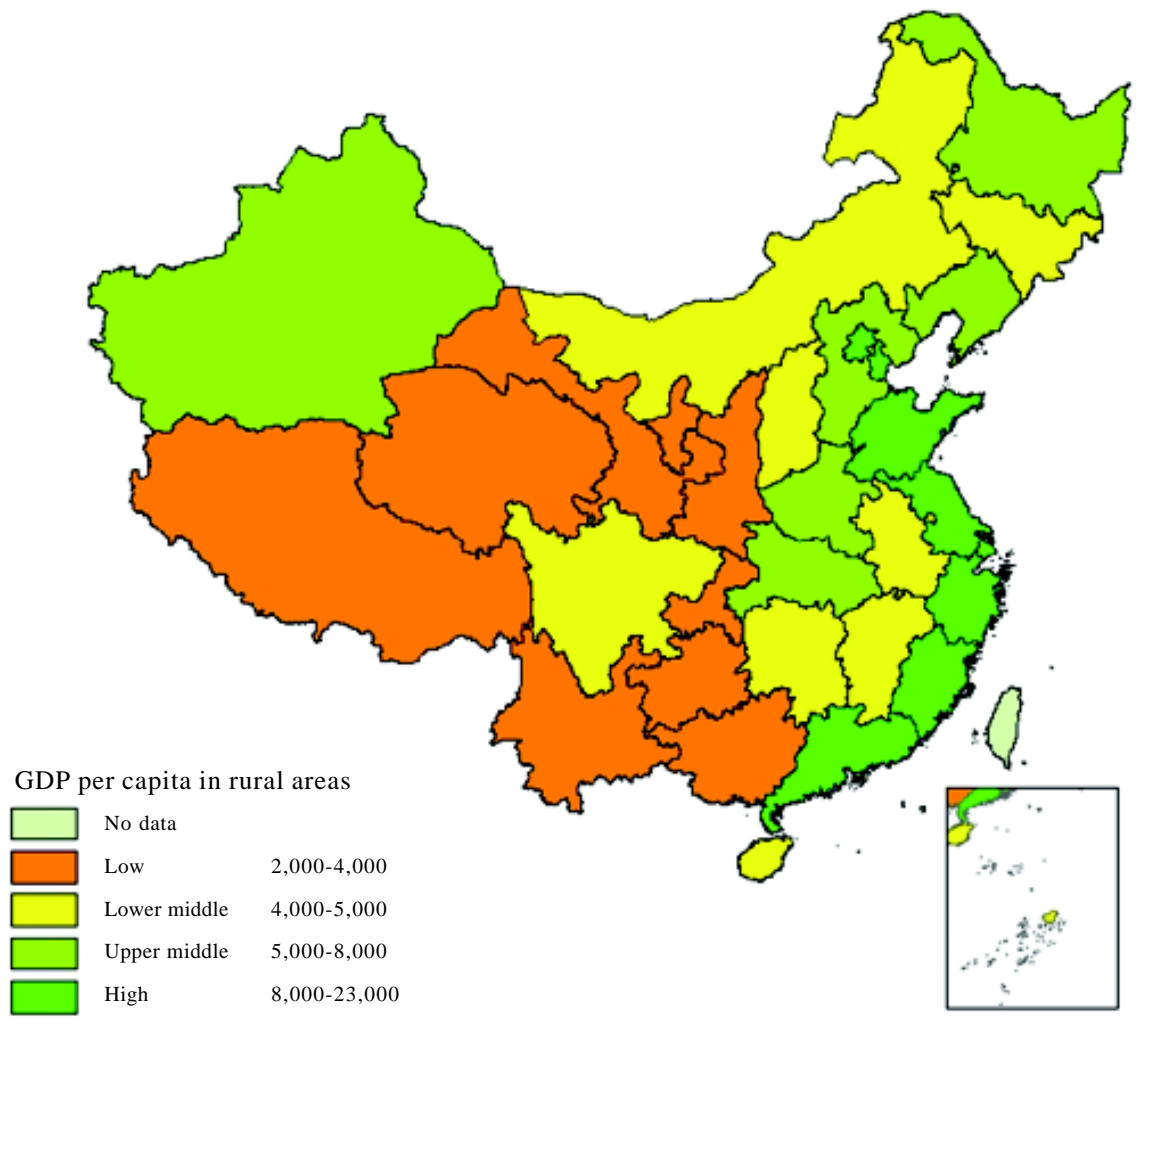 GDP per capita in rural areas
No data
Low 2,000-4,000
Lower middle 4,000-5,000
Upper middle 5,000-8,000
High 8,000-23,000